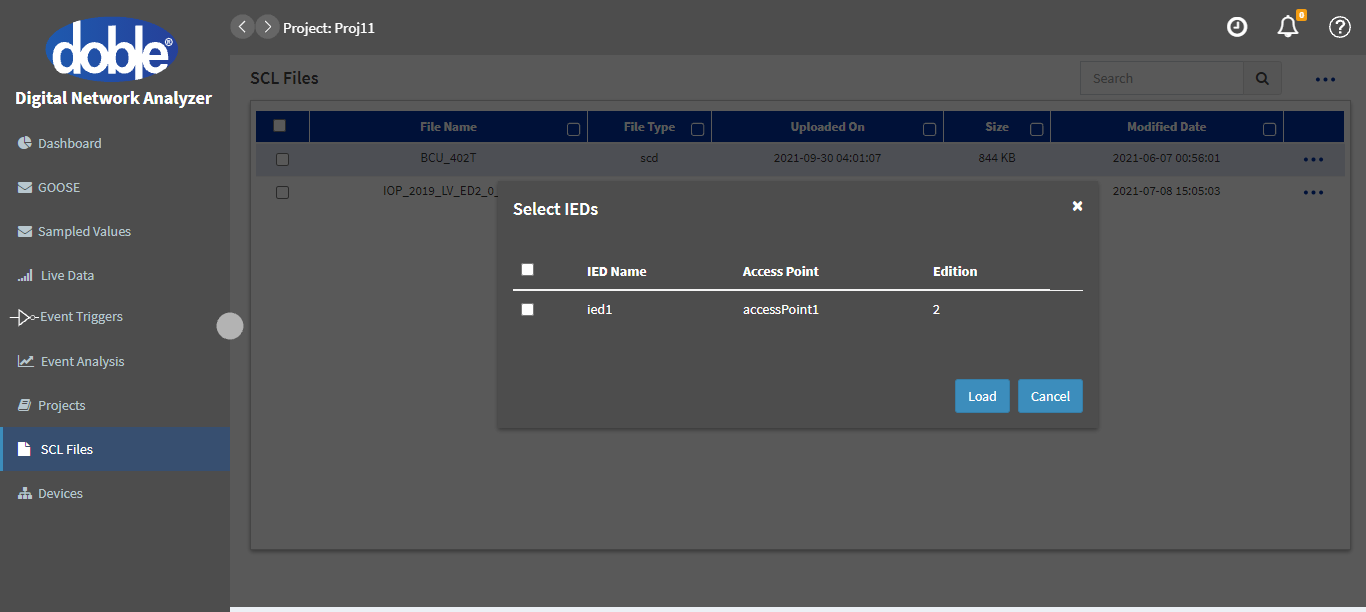 doble®
Digital Network Analyzer
Dashboard
GOOSE
Sampled Values
Live Data
Event Triggers
Event Analysis
Projects
SCL Files
Devices
Project: Proj11
0
SCL Files
Search
File Name File Type Uploaded On Size Modified Date
BCU_402T scd 2021-09-30 04:01:07 844 KB 2021-06-07 00:56:01
IOP_2019_LV_ED2_0_ 2021-07-08 15:05:03
Select IEDs
IED Name Access Point Edition
ied1 accessPoint1 2
Load Cancel